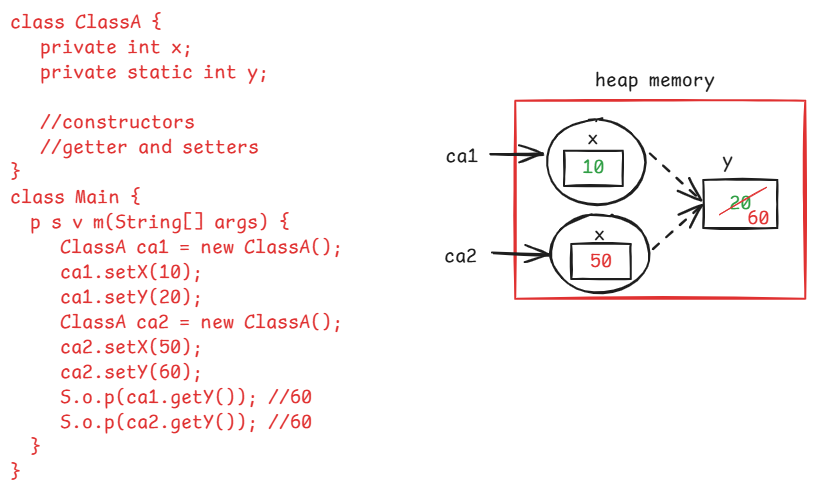 class ClassA {
private int x;
private static int y;
//constructors
//getter and setters
}
class Main {
p s v m(String[] args) {
ClassA ca1 = new ClassA();
ca1.setX(10);
ca1.setY(20);
ClassA ca2 = new ClassA();
ca2.setX(50);
ca2.setY(60);
S.o.p(ca1.getY()); //60
S.o.p(ca2.getY()); //60
}
}
heap memory
ca1
x
10
y
20
60
ca2
x
50